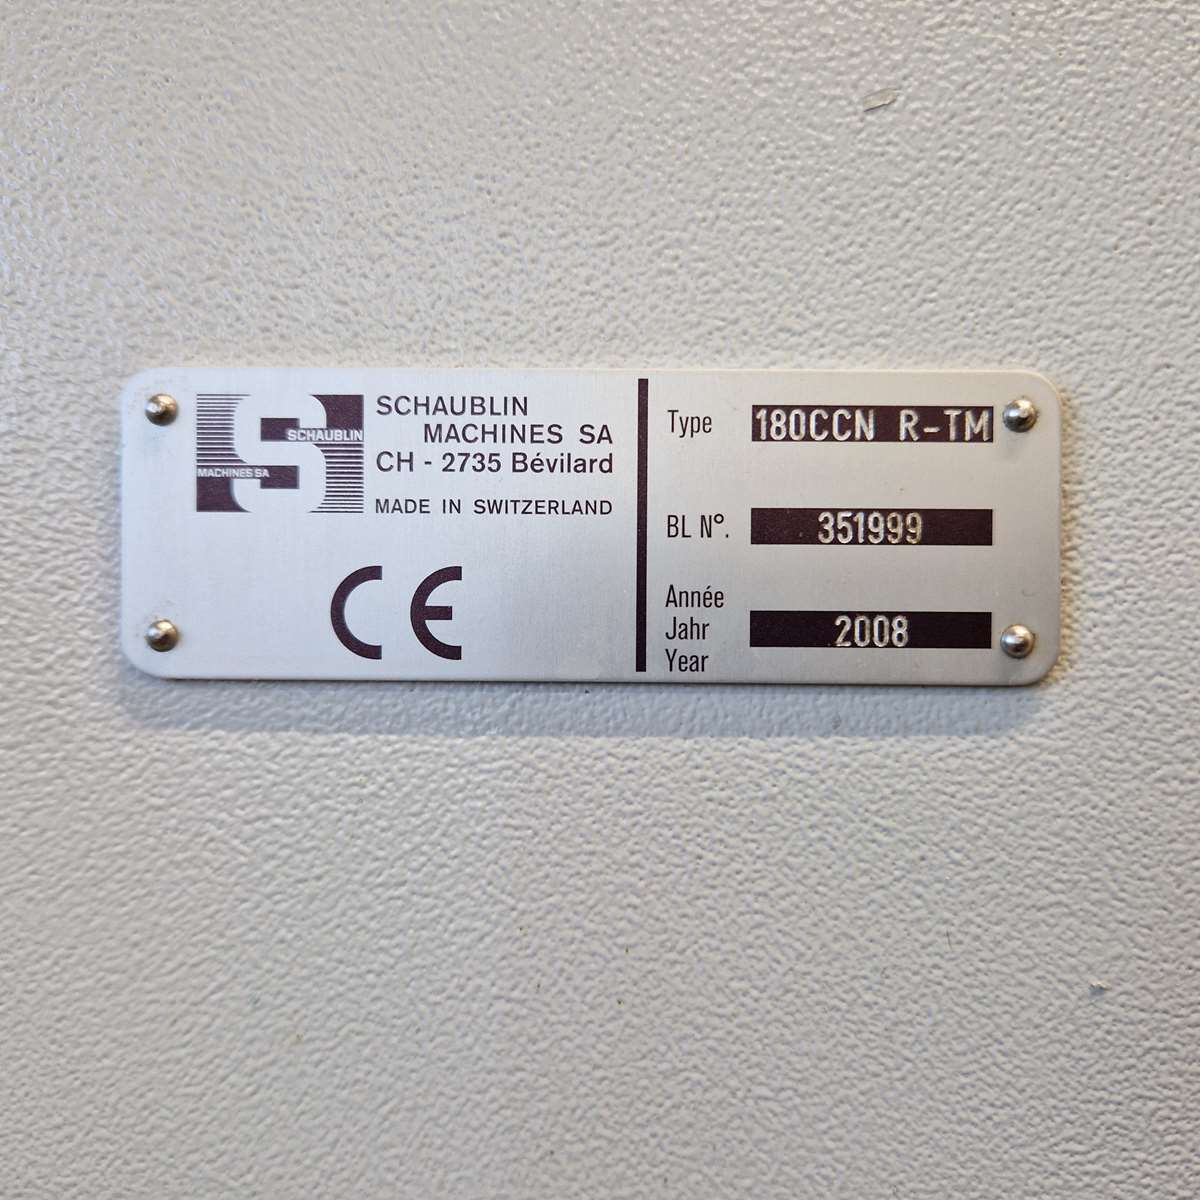 SCHAUBLIN
MACHINES SA
SCHAUBLIN
MACHINES SA
CH - 2735 Bévilard
MADE IN SWITZERLAND
CE
Type 180CCN R-TM
BL N°. 351999
Année
Jahr 2008
Year